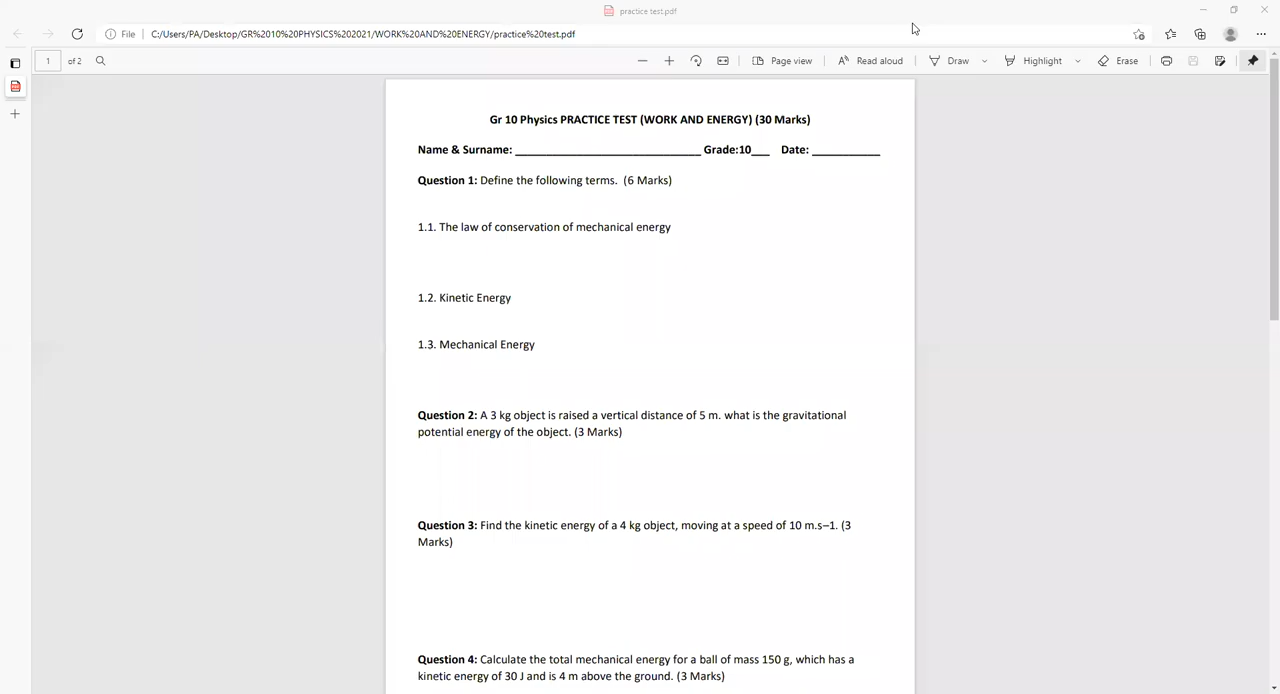 practice test.pdf
File C:/Users/PA/Desktop/GR%2010%20PHYSICS%202021/WORK%20AND%20ENERGY/practice%20test.pdf
1 of 2 Page view Read aloud Draw Highlight Erase
Gr 10 Physics PRACTICE TEST (WORK AND ENERGY) (30 Marks)
Name & Surname: ______________________________ Grade:10___ Date: ___________
Question 1: Define the following terms. (6 Marks)
1.1. The law of conservation of mechanical energy
1.2. Kinetic Energy
1.3. Mechanical Energy
Question 2: A 3 kg object is raised a vertical distance of 5 m. what is the gravitational
potential energy of the object. (3 Marks)
Question 3: Find the kinetic energy of a 4 kg object, moving at a speed of 10 m.s–1. (3
Marks)
Question 4: Calculate the total mechanical energy for a ball of mass 150 g, which has a
kinetic energy of 30 J and is 4 m above the ground. (3 Marks)